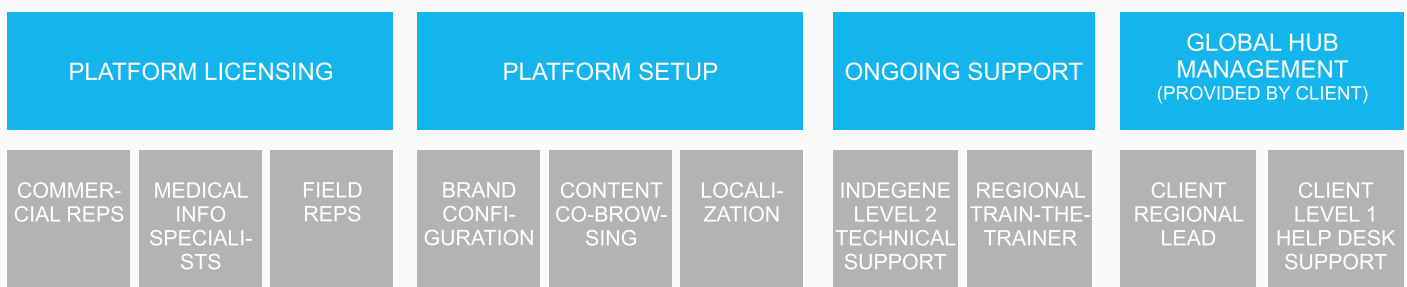 PLATFORM LICENSING
PLATFORM SETUP
ONGOING SUPPORT
GLOBAL HUB
MANAGEMENT
(PROVIDED BY CLIENT)
COMMER-
CIAL REPS
MEDICAL
INFO
SPECIALI-
STS
FIELD
REPS
BRAND
CONFI-
GURATION
CONTENT
CO-BROW-
SING
LOCALI-
ZATION
INDEGENE
LEVEL 2
TECHNICAL
SUPPORT
REGIONAL
TRAIN-THE-
TRAINER
CLIENT
REGIONAL
LEAD
CLIENT
LEVEL 1
HELP DESK
SUPPORT